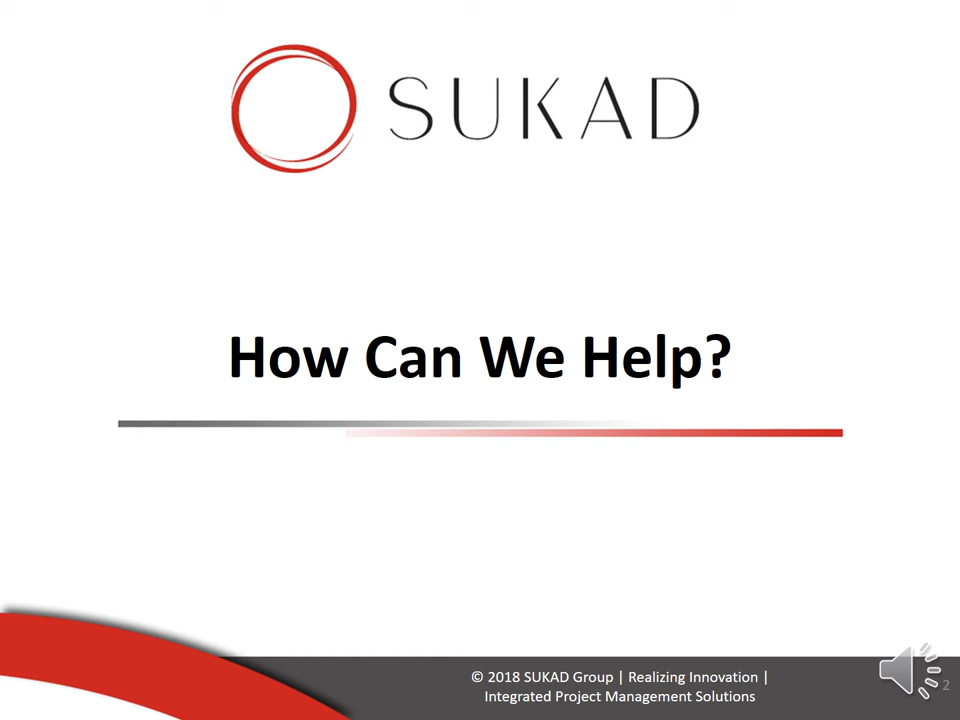 SUKAD
How Can We Help?
© 2018 SUKAD Group | Realizing Innovation |
Integrated Project Management Solutions
2